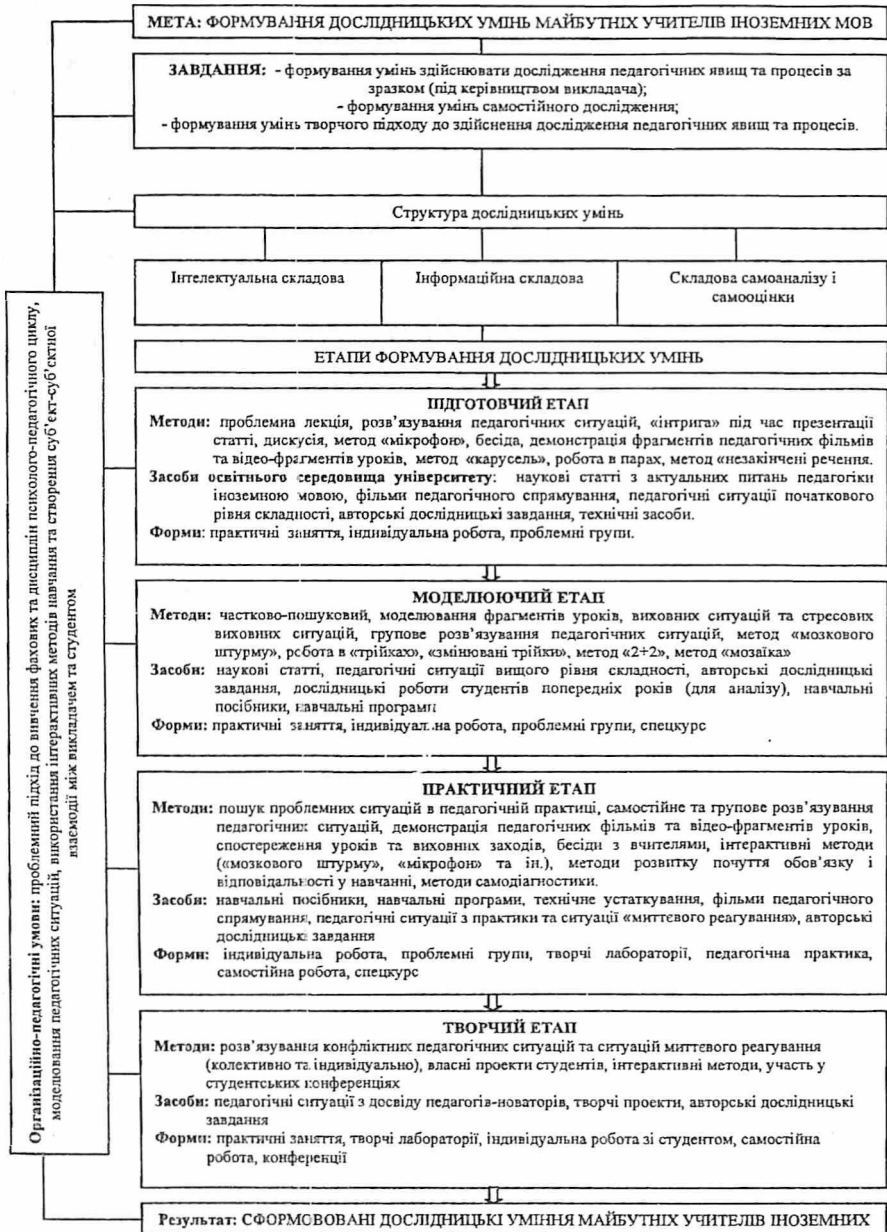 МЕТА: ФОРМУВАННЯ ДОСЛІДНИЦЬКИХ УМІНЬ МАЙБУТНІХ УЧИТЕЛІВ ІНОЗЕМНИХ МОВ
ЗАВДАННЯ: - формування умінь здійснювати дослідження педагогічних явищ та процесів за
зразком (під керівництвом викладача);
- формування умінь самостійного дослідження;
- формування умінь творчого підходу до здійснення дослідження педагогічних явищ та процесів.
Структура дослідницьких умінь
Інтелектуальна складова
Інформаційна складова
Складова самоаналізу і
самооцінки
ЕТАПИ ФОРМУВАННЯ ДОСЛІДНИЦЬКИХ УМІНЬ
ПІДГОТОВЧИЙ ЕТАП
Методи: проблемна лекція, розв'язування педагогічних ситуацій, «інтрига» під час презентації
статті, дискусія, метод «мікрофон», бесіда, демонстрація фрагментів педагогічних фільмів
та відео-фрагментів уроків, метод «карусель», робота в парах, метод «незакінчені речення.
Засоби освітнього середовища університету: наукові статті з актуальних питань педагогіки
іноземною мовою, фільми педагогічного спрямування, педагогічні ситуації початкового
рівня складності, авторські дослідницькі завдання, технічні засоби.
Форми: практичні заняття, індивідуальна робота, проблемні групи.
МОДЕЛЮЮЧИЙ ЕТАП
Методи: частково-пошуковий, моделювання фрагментів уроків, виховних ситуацій та стресових
виховних ситуацій, групове розв'язування педагогічних ситуацій, метод «мозкового
штурму», робота в «трійках», «змінювані трійки», метод «2+2», метод «мозаїка»
Засоби: наукові статті, педагогічні ситуації вищого рівня складності, авторські дослідницькі
завдання, дослідницькі роботи студентів попередніх років (для аналізу), навчальні
посібники, навчальні програми
Форми: практичні заняття, індивідуальна робота, проблемні групи, спецкурс
ПРАКТИЧНИЙ ЕТАП
Методи: пошук проблемних ситуацій в педагогічній практиці, самостійне та групове розв'язування
педагогічних ситуацій, демонстрація педагогічних фільмів та відео-фрагментів уроків,
спостереження уроків та виховних заходів, бесіди з вчителями, інтерактивні методи
(«мозкового штурму», «мікрофон» та ін.), методи розвитку почуття обов'язку і
відповідальності у навчанні, методи самодіагностики.
Засоби: навчальні посібники, навчальні програми, технічне устаткування, фільми педагогічного
спрямування, педагогічні ситуації з практики та ситуації «миттєвого реагування», авторські
дослідницькі завдання
Форми: індивідуальна робота, проблемні групи, творчі лабораторії, педагогічна практика,
самостійна робота, спецкурс
ТВОРЧИЙ ЕТАП
Методи: розв'язування конфліктних педагогічних ситуацій та ситуацій миттєвого реагування
(колективно та індивідуально), власні проекти студентів, інтерактивні методи, участь у
студентських конференціях
Засоби: педагогічні ситуації з досвіду педагогів-новаторів, творчі проекти, авторські дослідницькі
завдання
Форми: практичні заняття, творчі лабораторії, індивідуальна робота зі студентом, самостійна
робота, конференції
Результат: СФОРМОВОВАНІ ДОСЛІДНИЦЬКІ УМІННЯ МАЙБУТНІХ УЧИТЕЛІВ ІНОЗЕМНИХ
Організаційно-педагогічні умови: проблемний підхід до вивчення фахових та дисциплін психолого-педагогічного циклу,
моделювання педагогічних ситуацій, використання інтерактивних методів навчання та створення суб'єкт-суб'єктної
взаємодії між викладачем та студентом